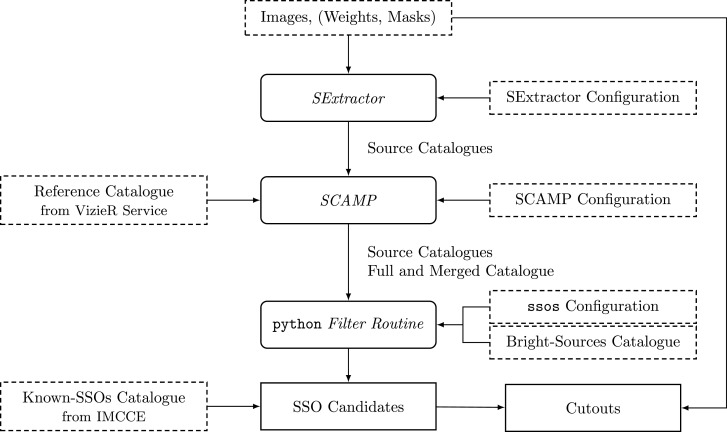 Images, (Weights, Masks)
SExtractor
SExtractor Configuration
Source Catalogues
Reference Catalogue
from VizieR Service
SCAMP
SCAMP Configuration
Source Catalogues
Full and Merged Catalogue
ssos Configuration
python Filter Routine
Bright-Sources Catalogue
Known-SSOs Catalogue
from IMCCE
SSO Candidates
Cutouts